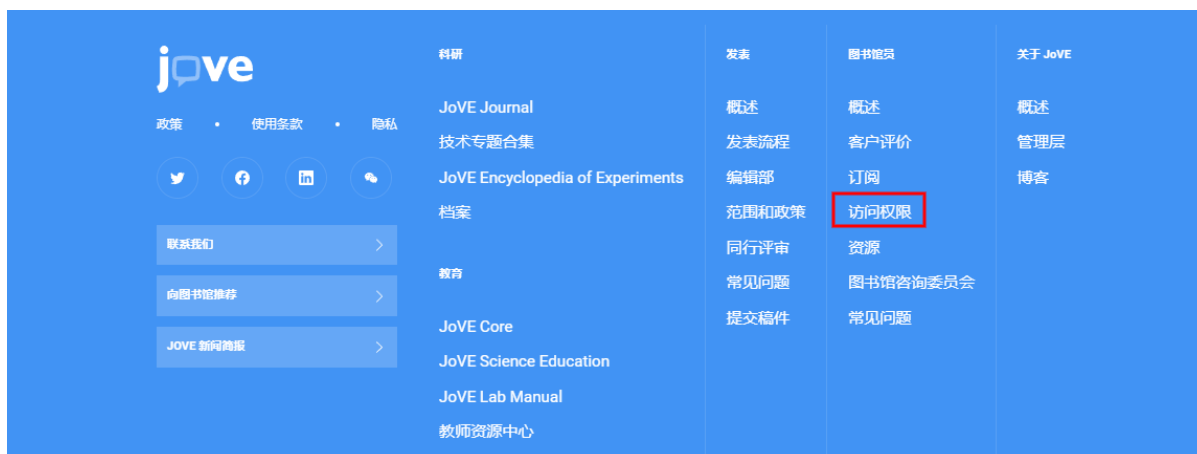 jove
政策 • 使用条款 • 隐私
联系我们
向图书馆推荐
JOVE 新闻简报
科研
JoVE Journal
技术专题合集
JoVE Encyclopedia of Experiments
档案
教育
JoVE Core
JoVE Science Education
JoVE Lab Manual
教师资源中心
发表
概述
发表流程
编辑部
范围和政策
同行评审
常见问题
提交稿件
图书馆员
概述
客户评价
订阅
访问权限
资源
图书馆咨询委员会
常见问题
关于 JoVE
概述
管理层
博客